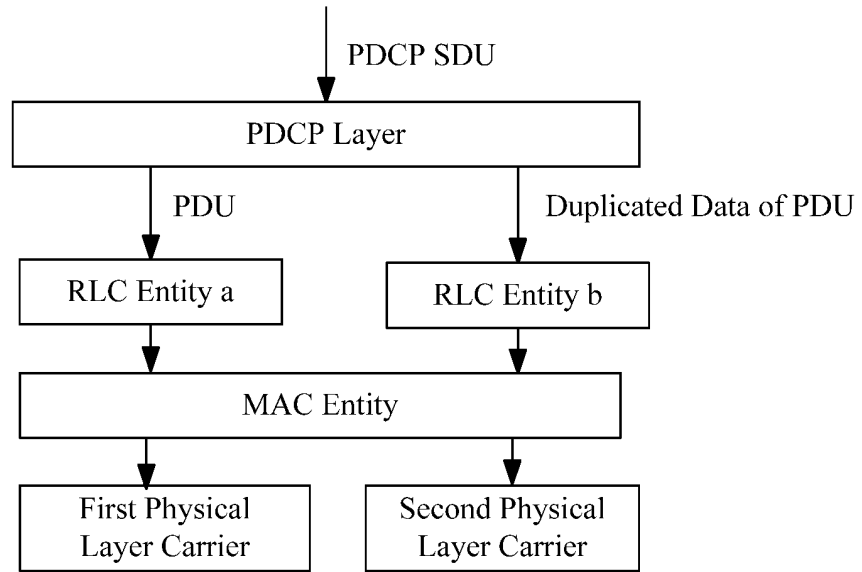 PDCP SDU
PDCP Layer
PDU
Duplicated Data of PDU
RLC Entity a
RLC Entity b
MAC Entity
First Physical
Layer Carrier
Second Physical
Layer Carrier